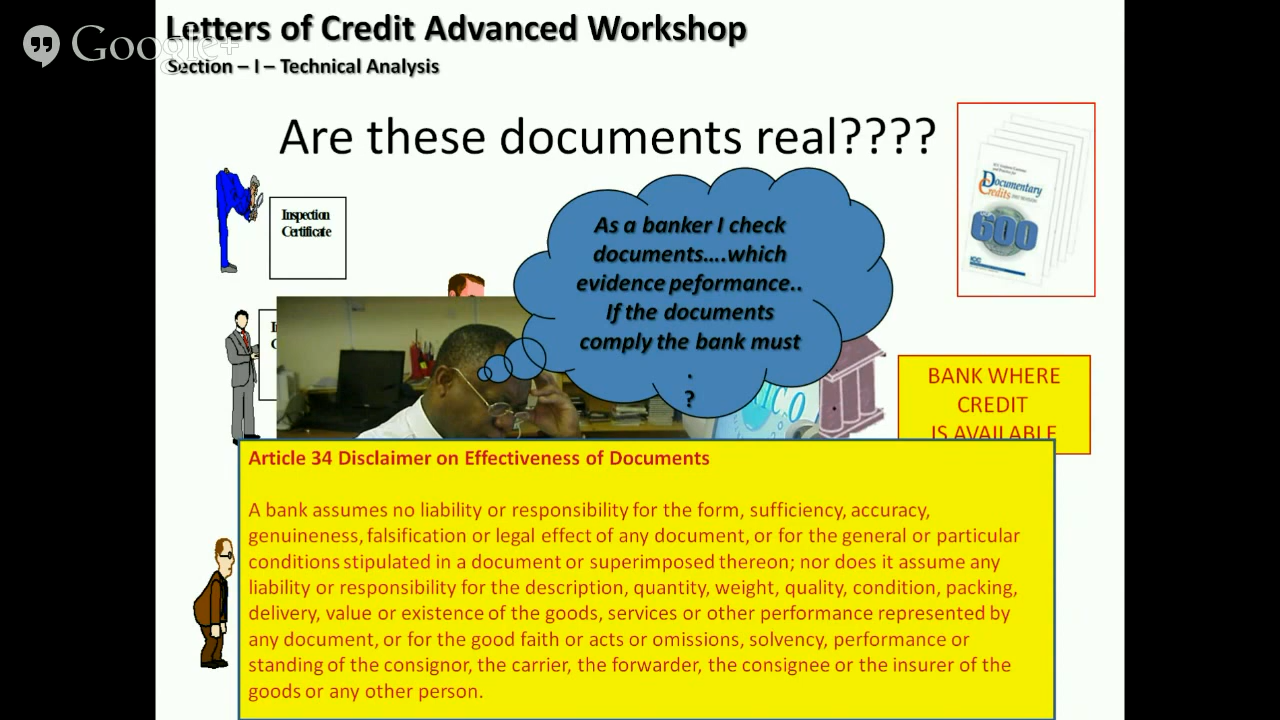 Google+
Letters of Credit Advanced Workshop
Section – I – Technical Analysis
Are these documents real????
Inspection
Certificate
Documentary
Credits
600
As a banker I check
documents....which
evidence peformance..
If the documents
comply the bank must
.
?
BANK WHERE
CREDIT
IS AVAILABLE
Article 34 Disclaimer on Effectiveness of Documents
A bank assumes no liability or responsibility for the form, sufficiency, accuracy,
genuineness, falsification or legal effect of any document, or for the general or particular
conditions stipulated in a document or superimposed thereon; nor does it assume any
liability or responsibility for the description, quantity, weight, quality, condition, packing,
delivery, value or existence of the goods, services or other performance represented by
any document, or for the good faith or acts or omissions, solvency, performance or
standing of the consignor, the carrier, the forwarder, the consignee or the insurer of the
goods or any other person.